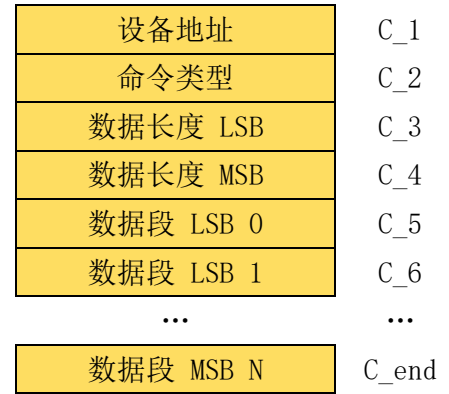 设备地址 C_1
命令类型 C_2
数据长度 LSB C_3
数据长度 MSB C_4
数据段 LSB 0 C_5
数据段 LSB 1 C_6
… …
数据段 MSB N C_end